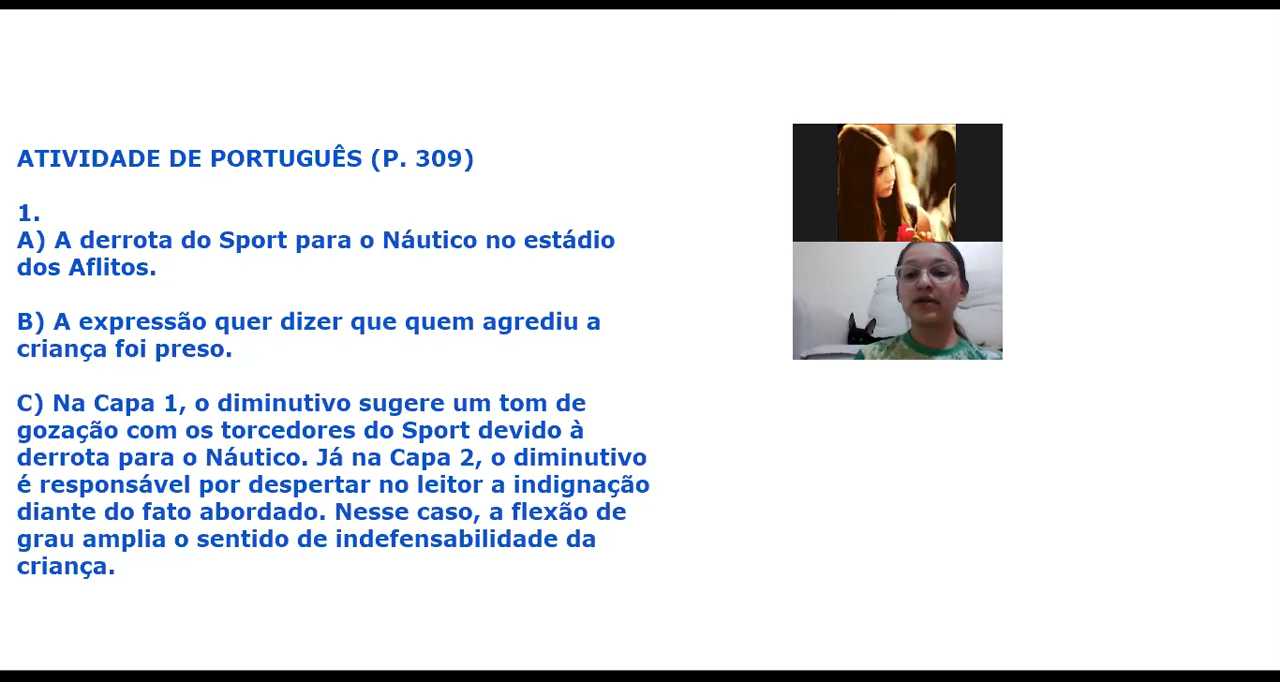 ATIVIDADE DE PORTUGUÊS (P. 309)
1.
A) A derrota do Sport para o Náutico no estádio
dos Aflitos.
B) A expressão quer dizer que quem agrediu a
criança foi preso.
C) Na Capa 1, o diminutivo sugere um tom de
gozação com os torcedores do Sport devido à
derrota para o Náutico. Já na Capa 2, o diminutivo
é responsável por despertar no leitor a indignação
diante do fato abordado. Nesse caso, a flexão de
grau amplia o sentido de indefensabilidade da
criança.